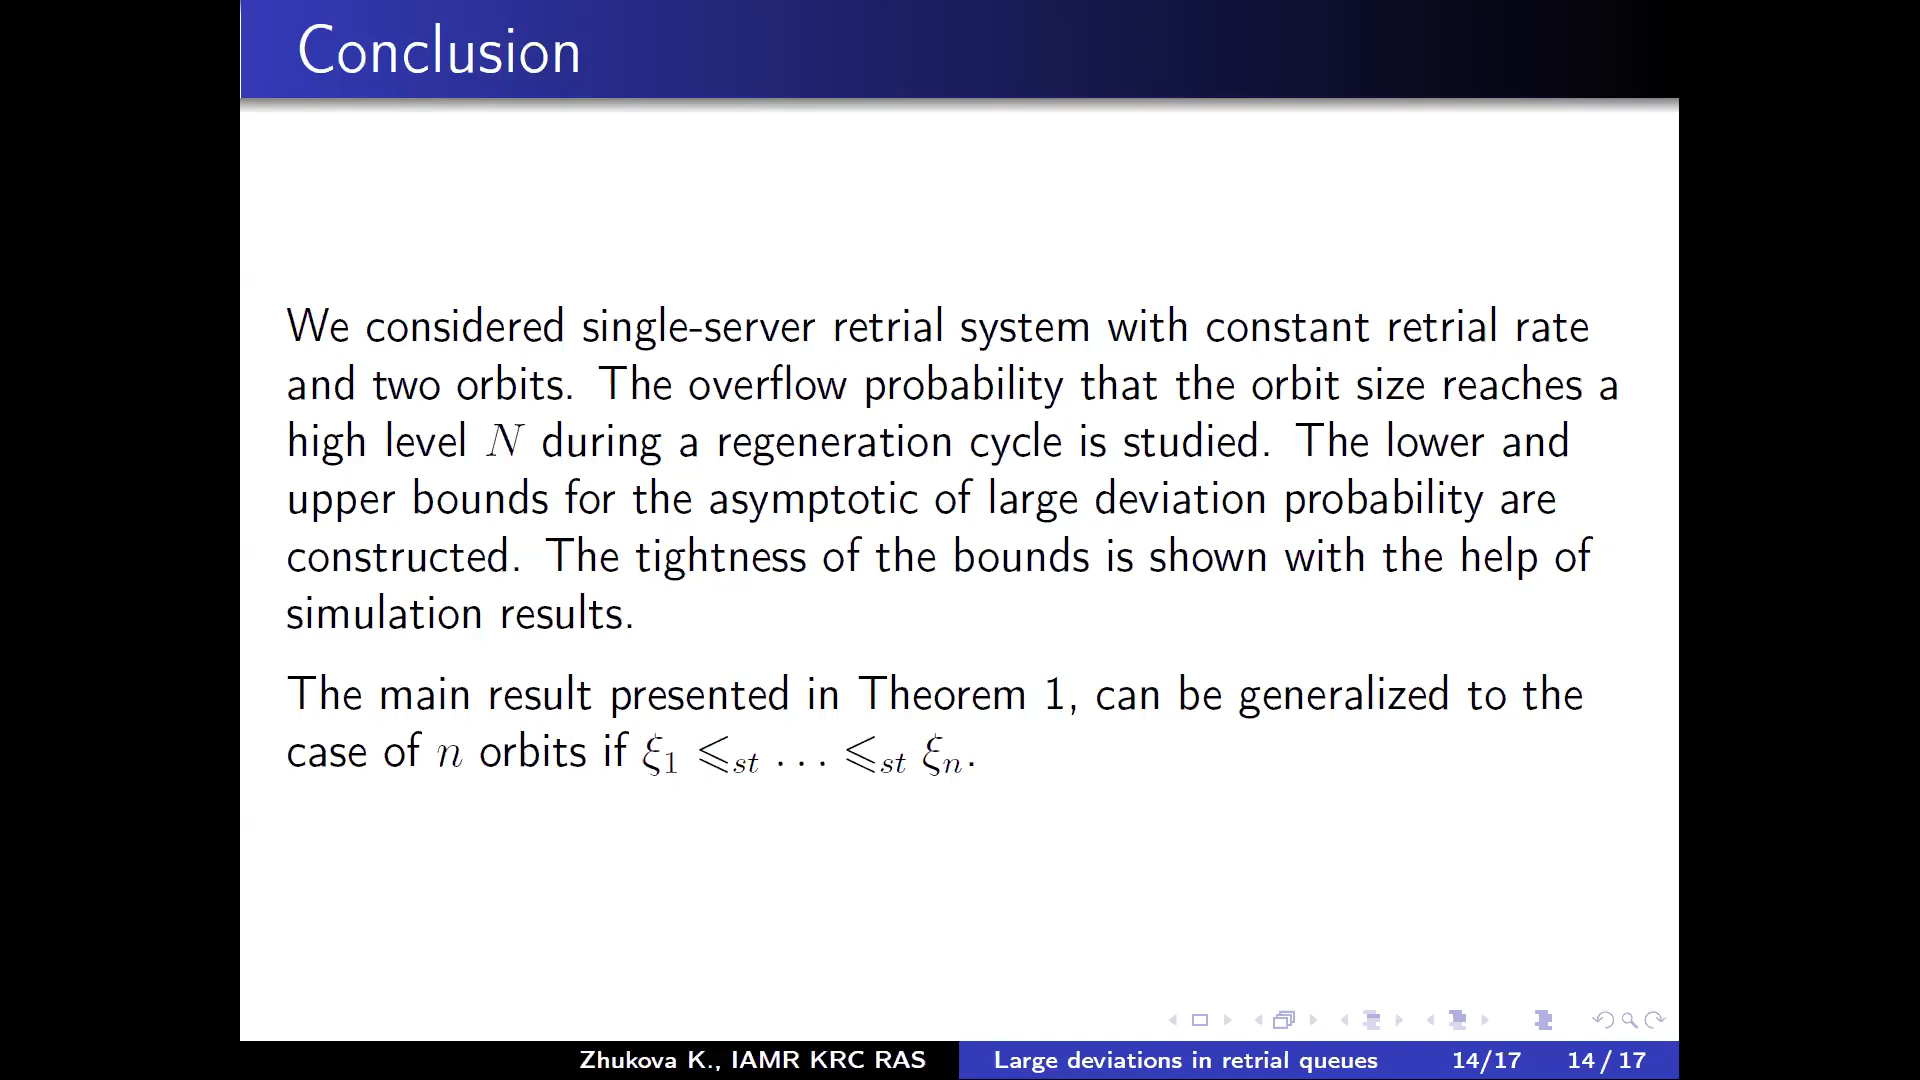 Conclusion
We considered single-server retrial system with constant retrial rate
and two orbits. The overflow probability that the orbit size reaches a
high level N during a regeneration cycle is studied. The lower and
upper bounds for the asymptotic of large deviation probability are
constructed. The tightness of the bounds is shown with the help of
simulation results.
The main result presented in Theorem 1, can be generalized to the
case of n orbits if ξ₁ ⩽st . . . ⩽st ξₙ.
Zhukova K., IAMR KRC RAS Large deviations in retrial queues 14/17 14 / 17